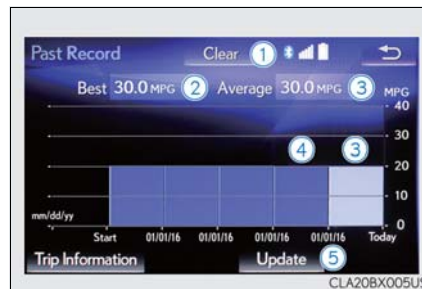 Past Record Clear 1
Best 30.0 MPG 2 Average 30.0 MPG 3 MPG
40
30
4 3
20
10
mm/dd/yy 0
Start 01/01/16 01/01/16 01/01/16 01/01/16 Today
Trip Information Update 5
CLA20BX005US